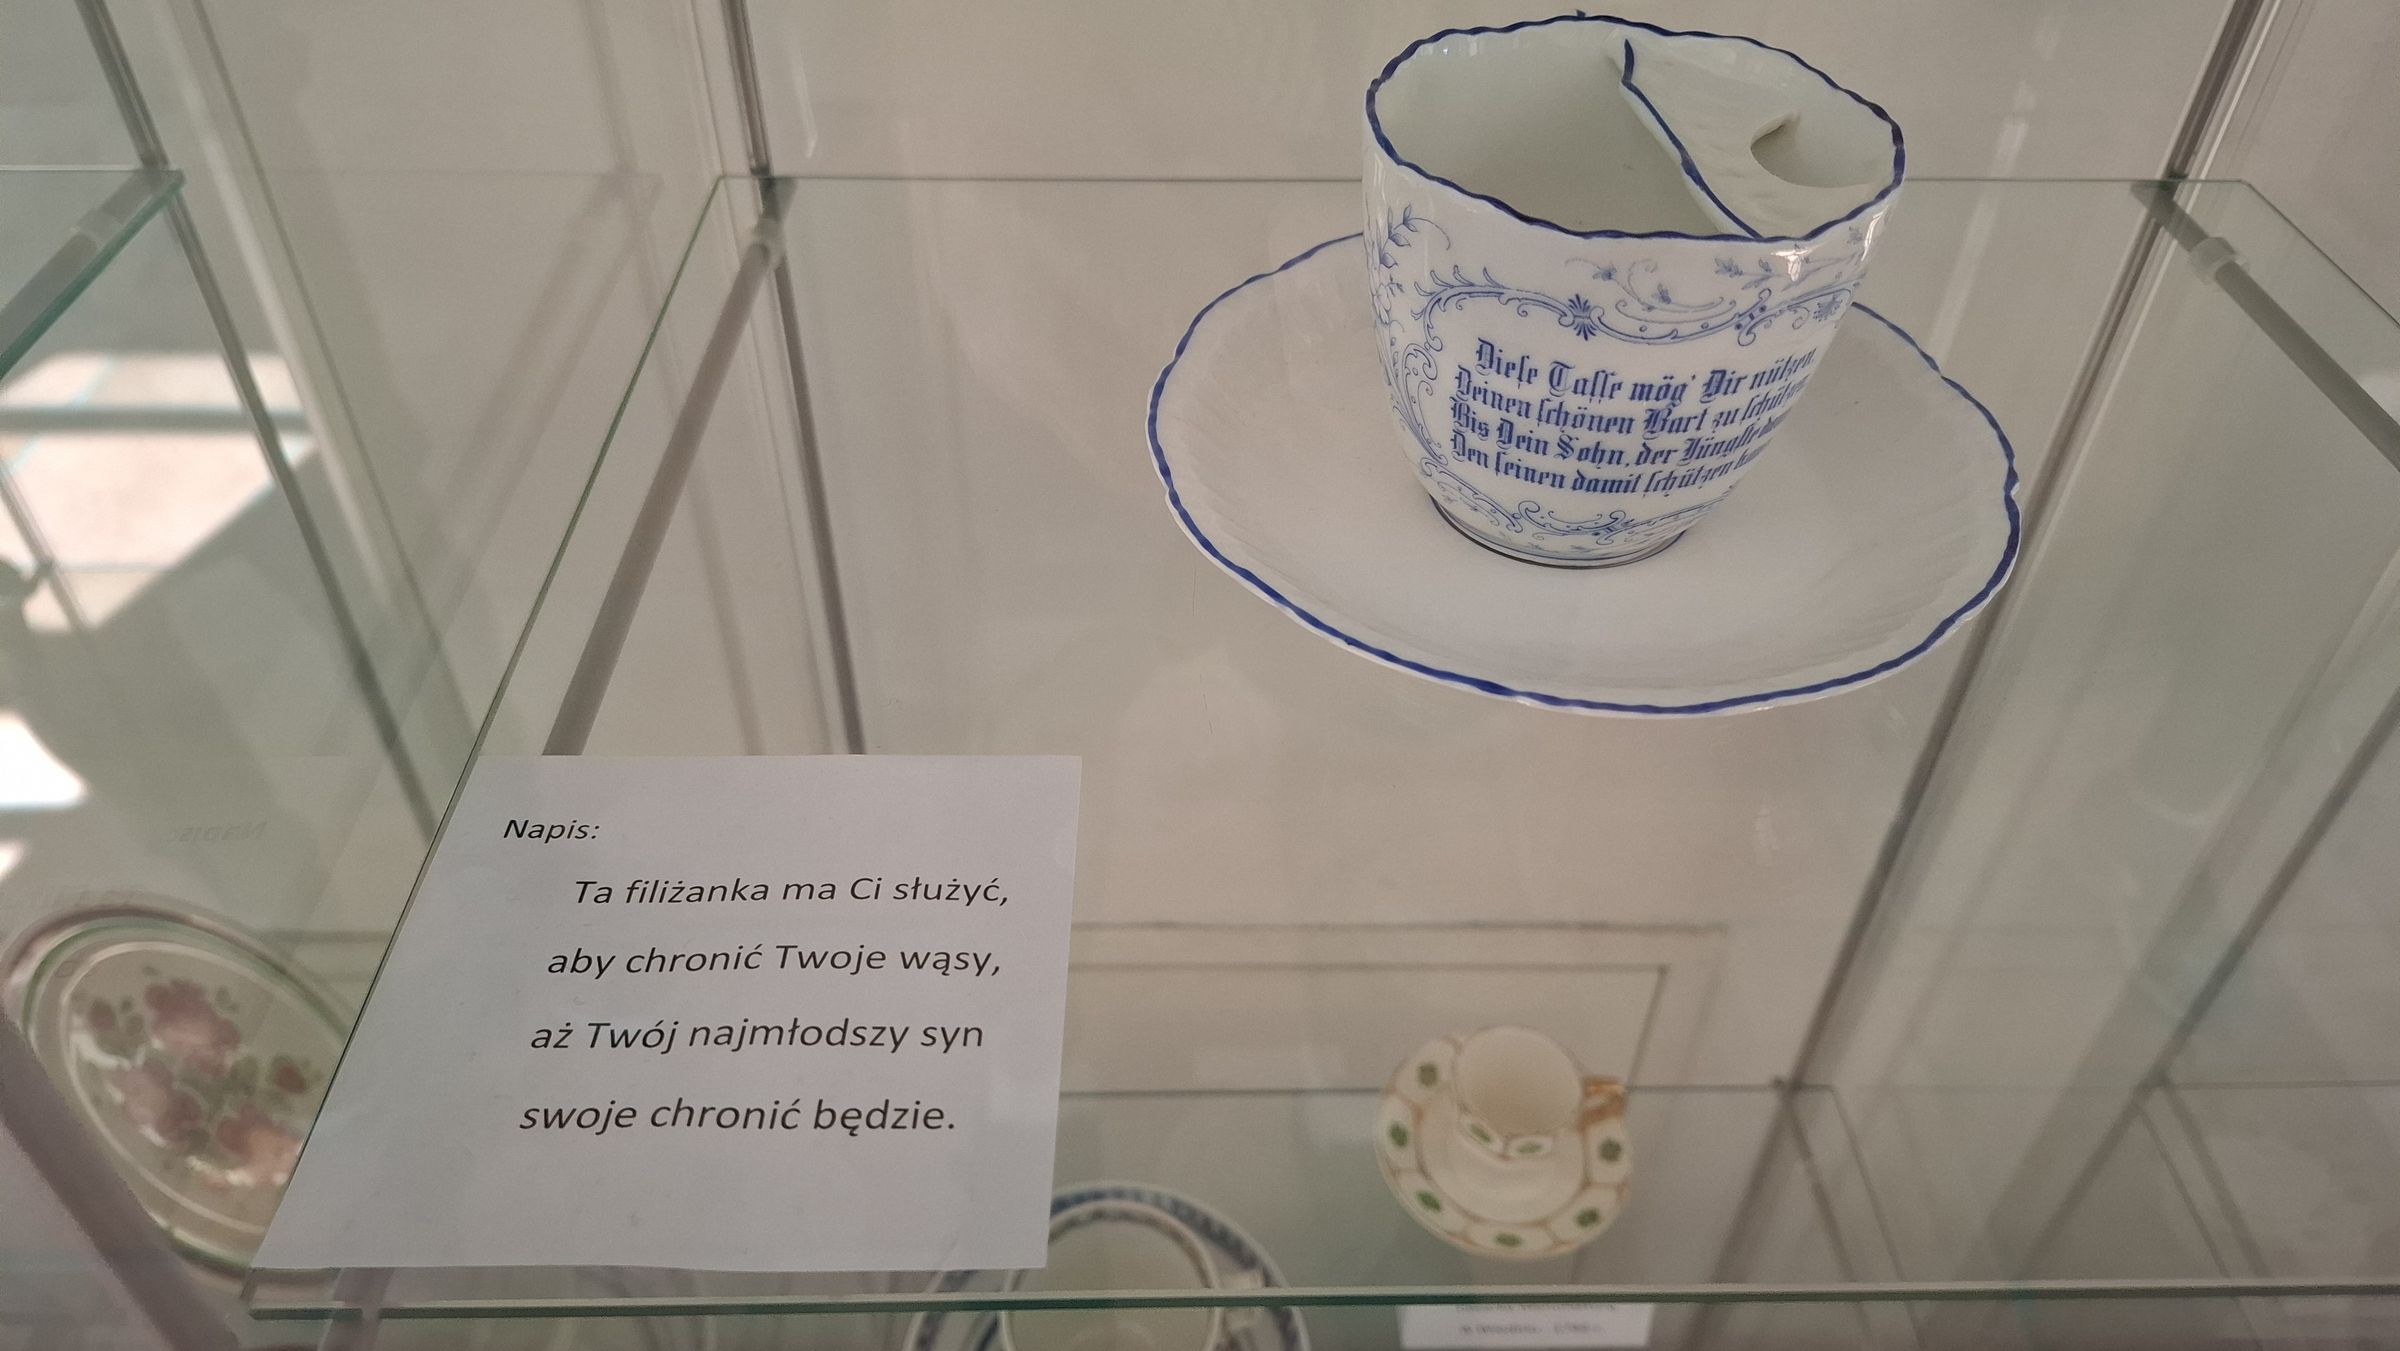 Diese Tasse mög' Dir nützen,
Deinen schönen Bart zu schützen
Bis Dein Sohn, der Jüngste
Den seinen damit schützen
Napis:
Ta filiżanka ma Ci służyć,
aby chronić Twoje wąsy,
aż Twój najmłodszy syn
swoje chronić będzie.